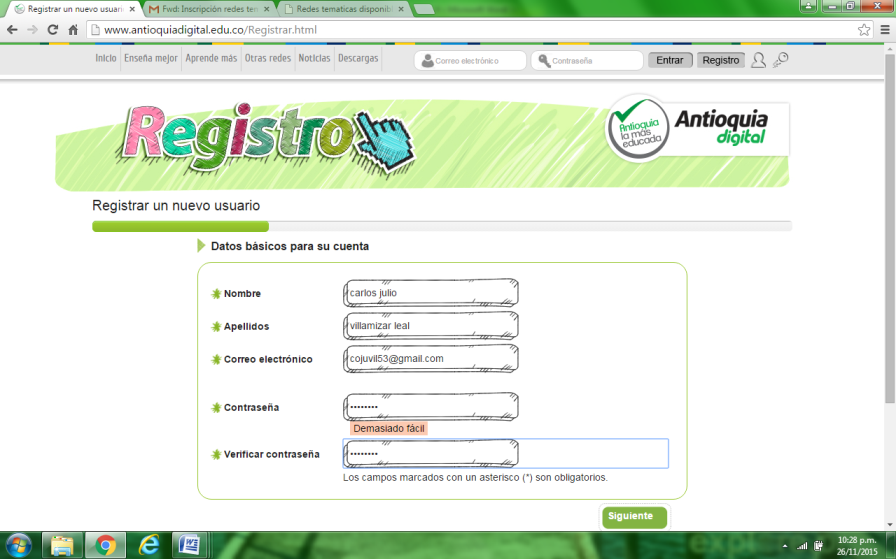 Registrar un nuevo usuari
Fwd: Inscripción redes tem
Redes tematicas disponib
www.antioquiadigital.edu.co/Registrar.html
Inicio Enseña mejor Aprende más Otras redes Noticias Descargas Correo electrónico Contraseña Entrar Registro
Registro
Antioquia la más educada
Antioquia digital
Registrar un nuevo usuario
Datos básicos para su cuenta
Nombre carlos julio
Apellidos villamizar leal
Correo electrónico cojuvil53@gmail.com
Contraseña ••••••••
Demasiado fácil
Verificar contraseña ••••••••
Los campos marcados con un asterisco (*) son obligatorios.
Siguiente
10:28 p.m.
26/11/2015